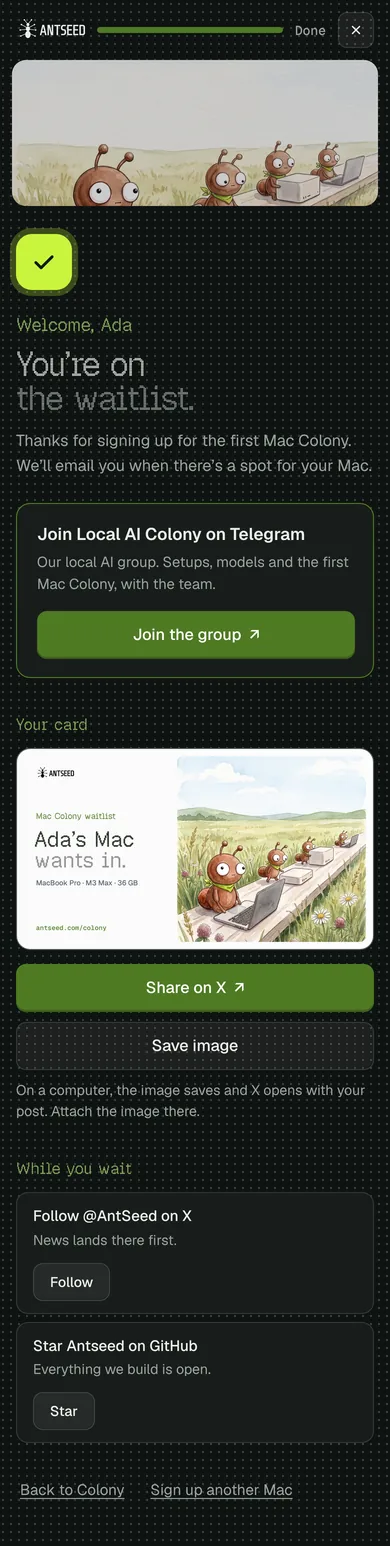 ANTSEED
Done
Welcome, Ada
You're on
the waitlist.
Thanks for signing up for the first Mac Colony.
We'll email you when there's a spot for your Mac.
Join Local AI Colony on Telegram
Our local AI group. Setups, models and the first
Mac Colony, with the team.
Join the group ↗
Your card
ANTSEED
Mac Colony waitlist
Ada's Mac
wants in.
MacBook Pro · M3 Max · 36 GB
antseed.com/colony
Share on X ↗
Save image
On a computer, the image saves and X opens with your
post. Attach the image there.
While you wait
Follow @AntSeed on X
News lands there first.
Follow
Star Antseed on GitHub
Everything we build is open.
Star
Back to Colony
Sign up another Mac